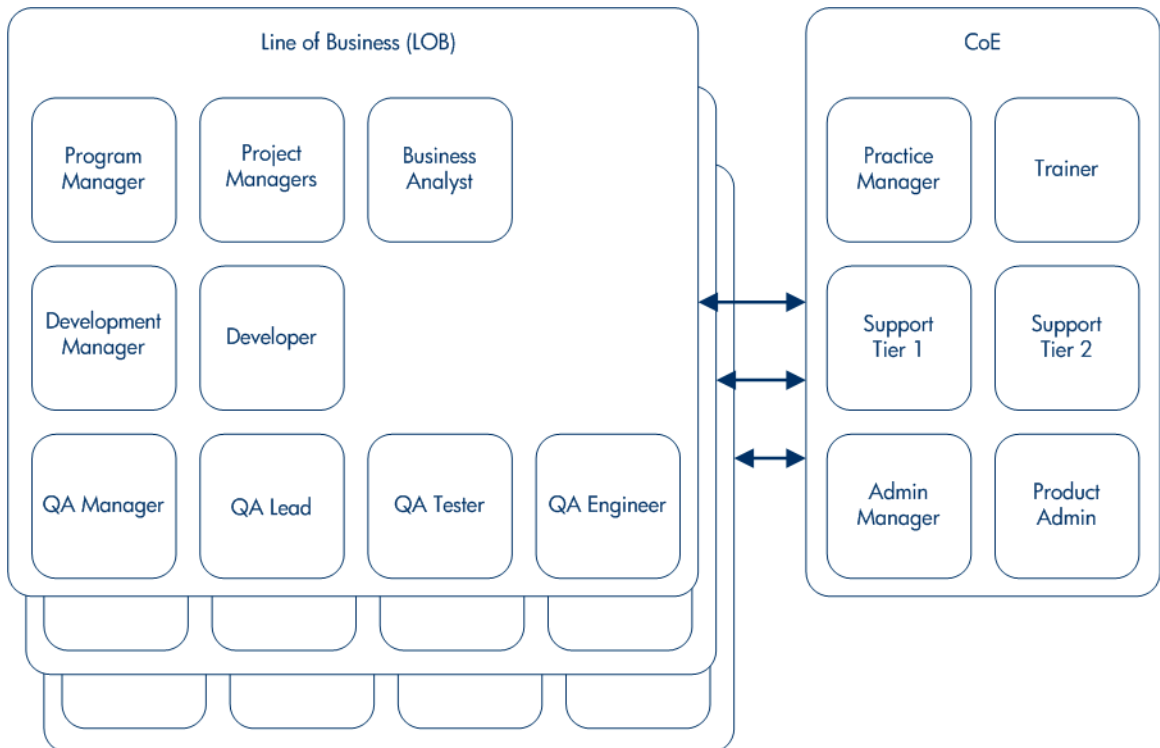 Line of Business (LOB)
Program
Manager
Project
Managers
Business
Analyst
Development
Manager
Developer
QA Manager
QA Lead
QA Tester
QA Engineer
CoE
Practice
Manager
Trainer
Support
Tier 1
Support
Tier 2
Admin
Manager
Product
Admin